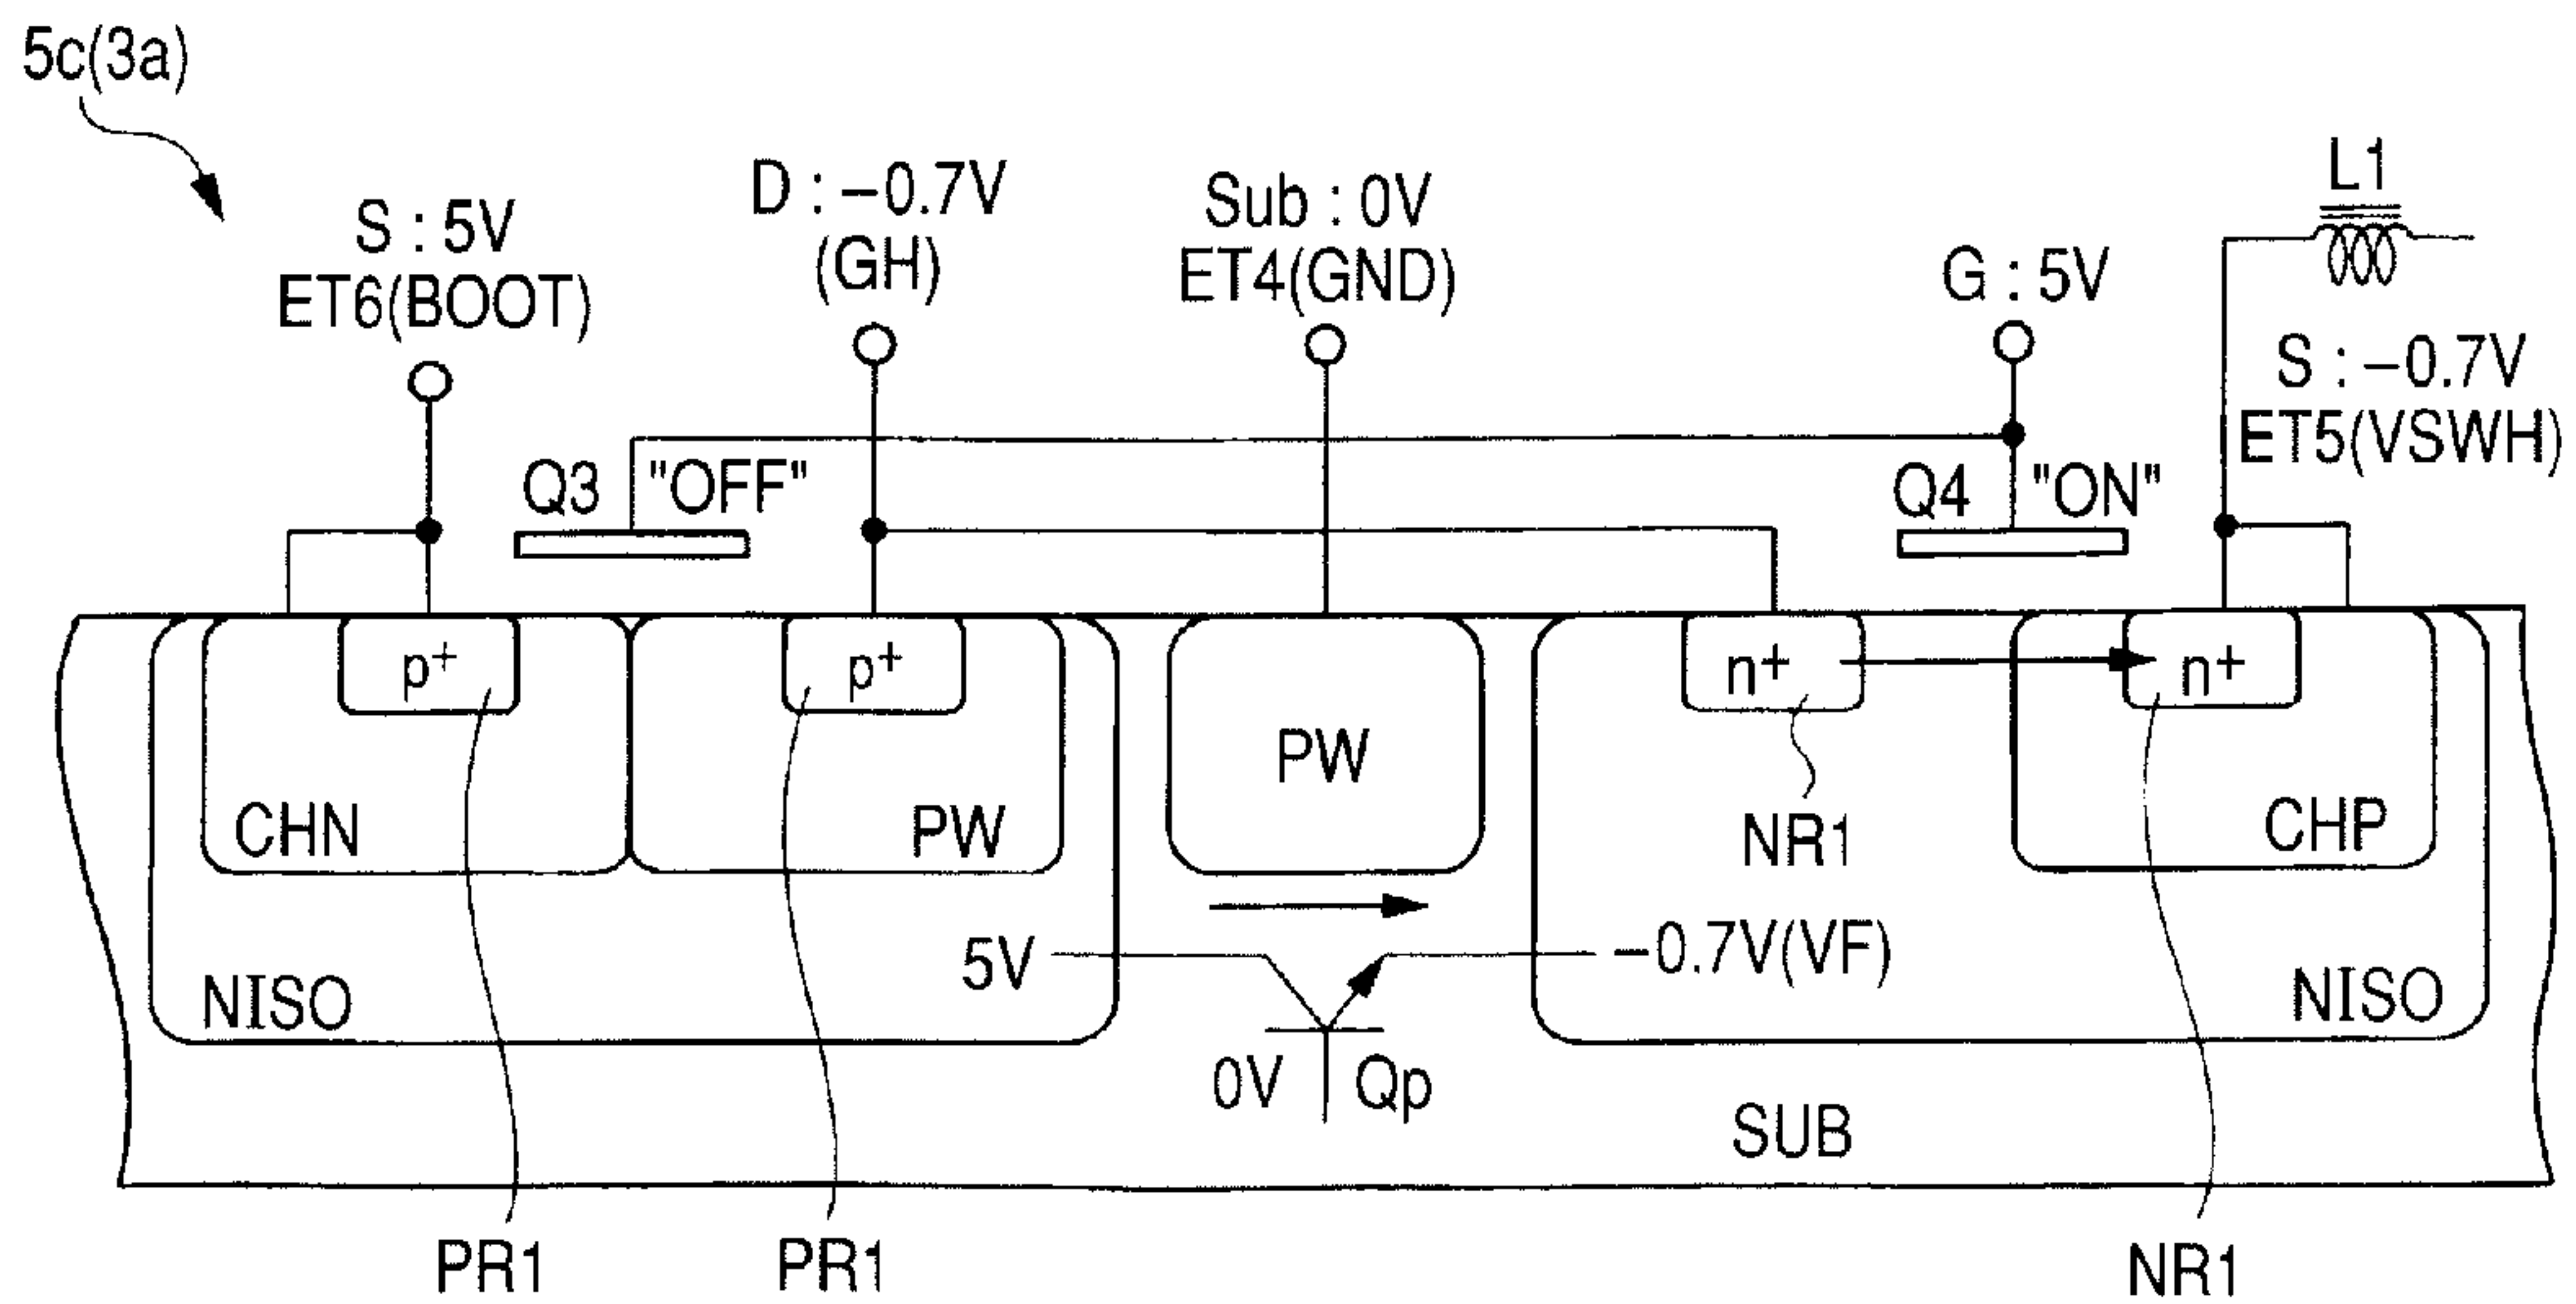 5c(3a)
S : 5V
ET6(BOOT)
D : −0.7V
(GH)
Sub : 0V
ET4(GND)
G : 5V
L1
S : −0.7V
ET5(VSWH)
Q3 "OFF"
Q4 "ON"
p+
p+
n+
n+
CHN
PW
PW
NR1
CHP
NISO
5V
−0.7V(VF)
NISO
0V
Qp
SUB
PR1
PR1
NR1